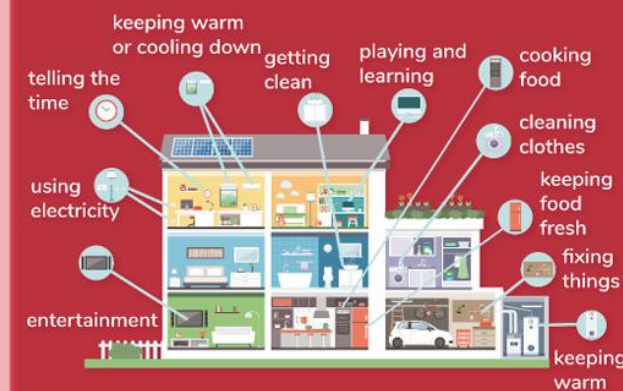 keeping warm
or cooling down
getting
clean
playing and
learning
cooking
food
telling the
time
cleaning
clothes
using
electricity
keeping
food
fresh
fixing
things
entertainment
keeping
warm